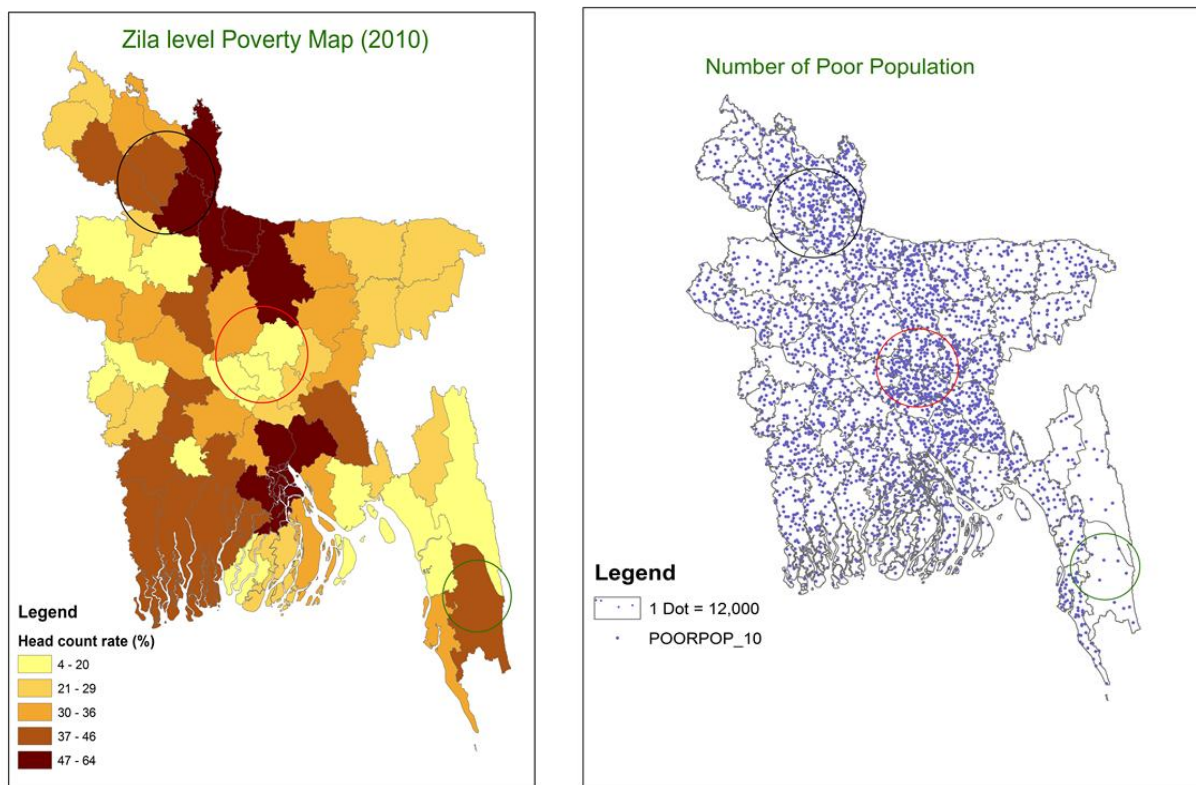 Zila level Poverty Map (2010)
Legend
Head count rate (%)
4 - 20
21 - 29
30 - 36
37 - 46
47 - 64
Number of Poor Population
Legend
1 Dot = 12,000
POORPOP_10